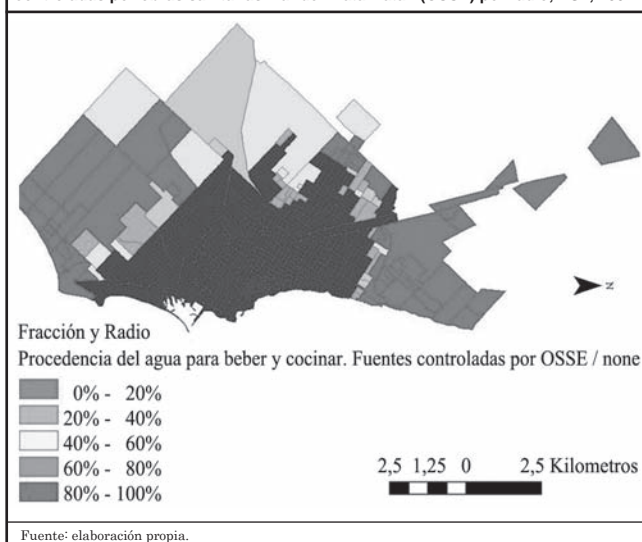 Fracción y Radio
Procedencia del agua para beber y cocinar. Fuentes controladas por OSSE / none
0% - 20%
20% - 40%
40% - 60%
60% - 80%
80% - 100%
N
2,5 1,25 0 2,5 Kilometros
Fuente: elaboración propia.